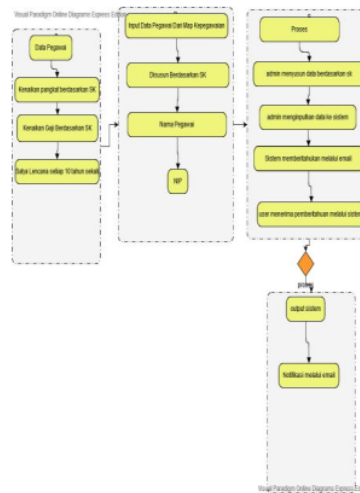 Visual Paradigm Online Diagrams Express Edition
Data Pegawai
Kenaikan pangkat berdasarkan SK
Kenaikan Gaji Berdasarkan SK
Satya Lencana setiap 10 tahun sekali
Input Data Pegawai Dari Map Kepegawaian
Disusun Berdasarkan SK
Nama Pegawai
NIP
Proses
admin menyusun data berdasarkan sk
admin menginputkan data ke sistem
Sistem memberitahukan melalui email
user menerima pemberitahuan melalui sistem
proses
output sistem
Notifikasi melalui email
Visual Paradigm Online Diagrams Express Edition